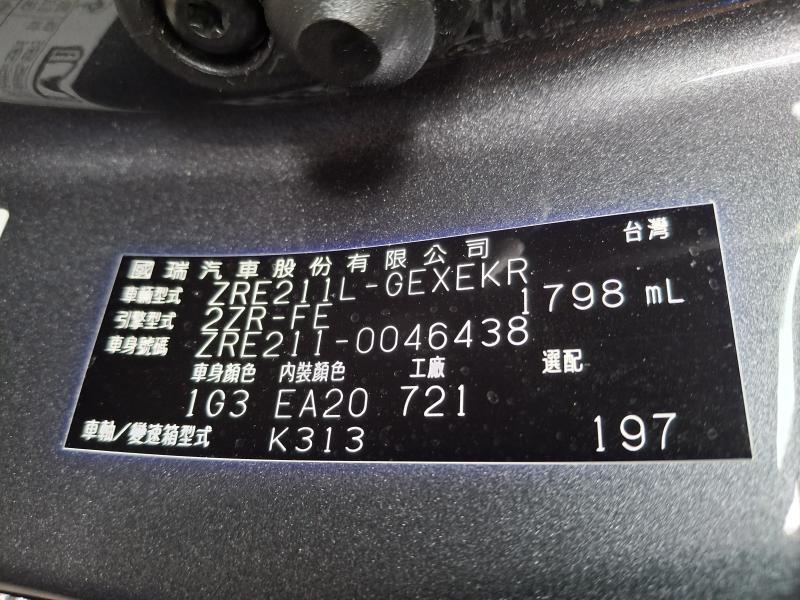 國瑞汽車股份有限公司 台灣
車輛型式 ZRE211L-GEXEKR
引擎型式 2ZR-FE 1798 mL
車身號碼 ZRE211-0046438
車身顏色 內裝顏色 工廠 選配
1G3 EA20 721
車軸/變速箱型式 K313 197